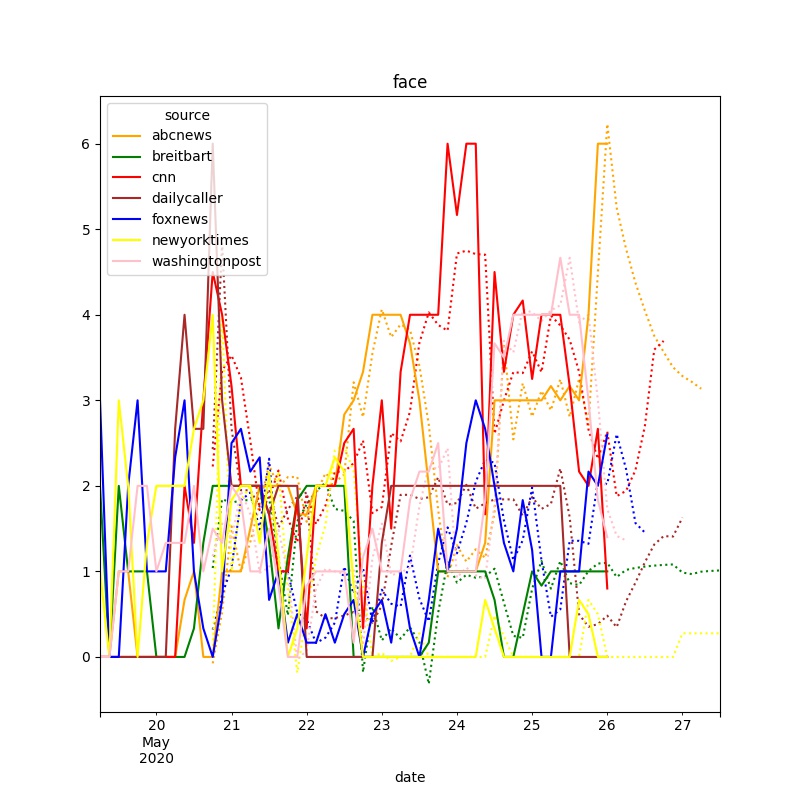 face
source
abcnews
breitbart
cnn
dailycaller
foxnews
newyorktimes
washingtonpost
6
5
4
3
2
1
0
20 21 22 23 24 25 26 27
May
2020
date